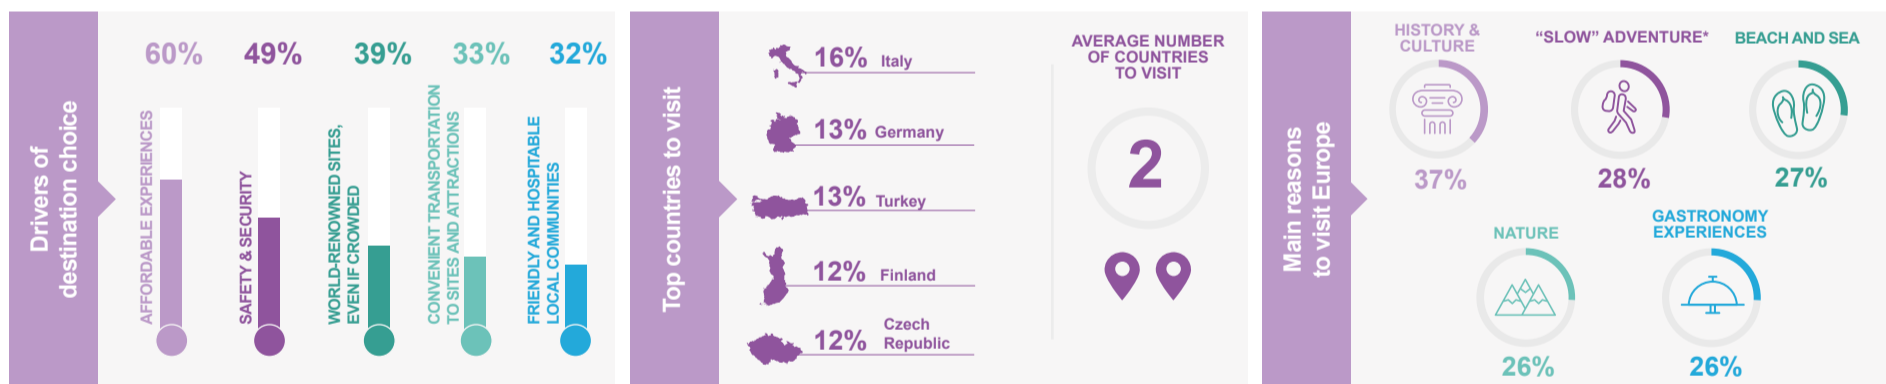 Drivers of
destination choice
60%
AFFORDABLE EXPERIENCES
49%
SAFETY & SECURITY
39%
WORLD-RENOWNED SITES,
EVEN IF CROWDED
33%
CONVENIENT TRANSPORTATION
TO SITES AND ATTRACTIONS
32%
FRIENDLY AND HOSPITABLE
LOCAL COMMUNITIES
Top countries to visit
16% Italy
13% Germany
13% Turkey
12% Finland
12% Czech
Republic
AVERAGE NUMBER
OF COUNTRIES
TO VISIT
2
Main reasons
to visit Europe
HISTORY &
CULTURE
37%
“SLOW” ADVENTURE*
28%
BEACH AND SEA
27%
NATURE
26%
GASTRONOMY
EXPERIENCES
26%